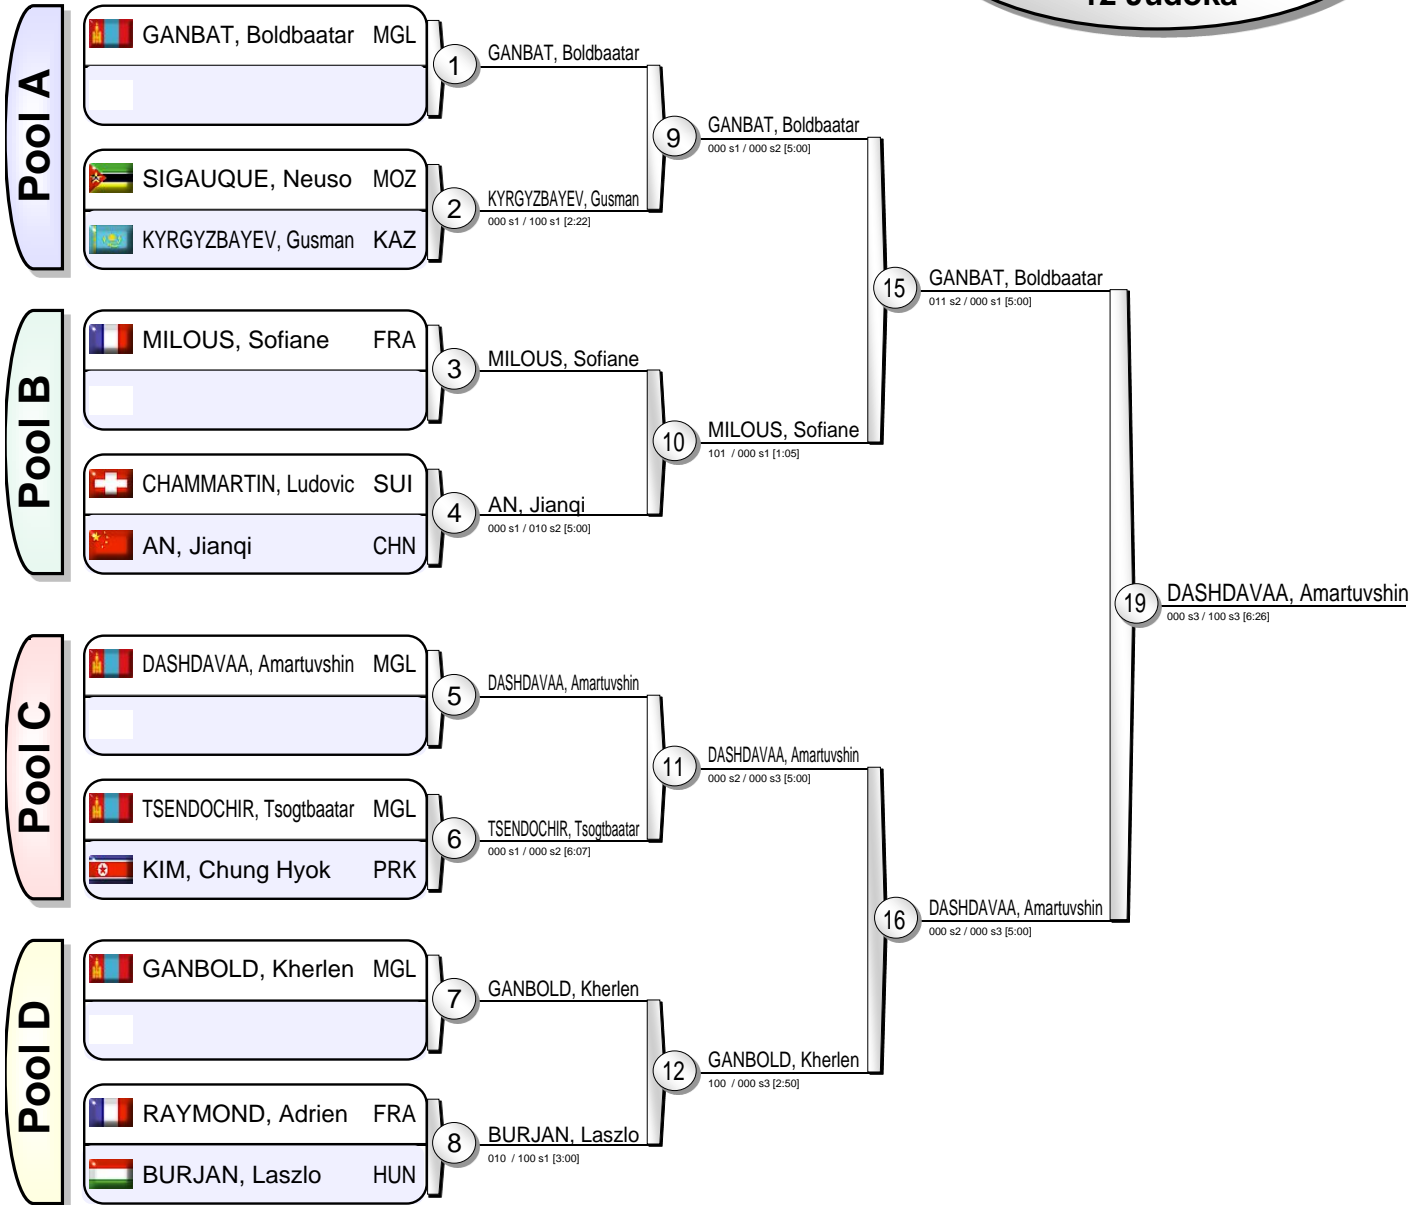 12 Judoka
Pool A
GANBAT, Boldbaatar MGL
SIGAUQUE, Neuso MOZ
KYRGYZBAYEV, Gusman KAZ
1
GANBAT, Boldbaatar
2
KYRGYZBAYEV, Gusman
000 s1 / 100 s1 [2:22]
9
GANBAT, Boldbaatar
000 s1 / 000 s2 [5:00]
Pool B
MILOUS, Sofiane FRA
CHAMMARTIN, Ludovic SUI
AN, Jianqi CHN
3
MILOUS, Sofiane
4
AN, Jianqi
000 s1 / 010 s2 [5:00]
10
MILOUS, Sofiane
101 / 000 s1 [1:05]
15
GANBAT, Boldbaatar
011 s2 / 000 s1 [5:00]
Pool C
DASHDAVAA, Amartuvshin MGL
TSENDOCHIR, Tsogtbaatar MGL
KIM, Chung Hyok PRK
5
DASHDAVAA, Amartuvshin
6
TSENDOCHIR, Tsogtbaatar
000 s1 / 000 s2 [6:07]
11
DASHDAVAA, Amartuvshin
000 s2 / 000 s3 [5:00]
Pool D
GANBOLD, Kherlen MGL
RAYMOND, Adrien FRA
BURJAN, Laszlo HUN
7
GANBOLD, Kherlen
8
BURJAN, Laszlo
010 / 100 s1 [3:00]
12
GANBOLD, Kherlen
100 / 000 s3 [2:50]
16
DASHDAVAA, Amartuvshin
000 s2 / 000 s3 [5:00]
19
DASHDAVAA, Amartuvshin
000 s3 / 100 s3 [6:26]